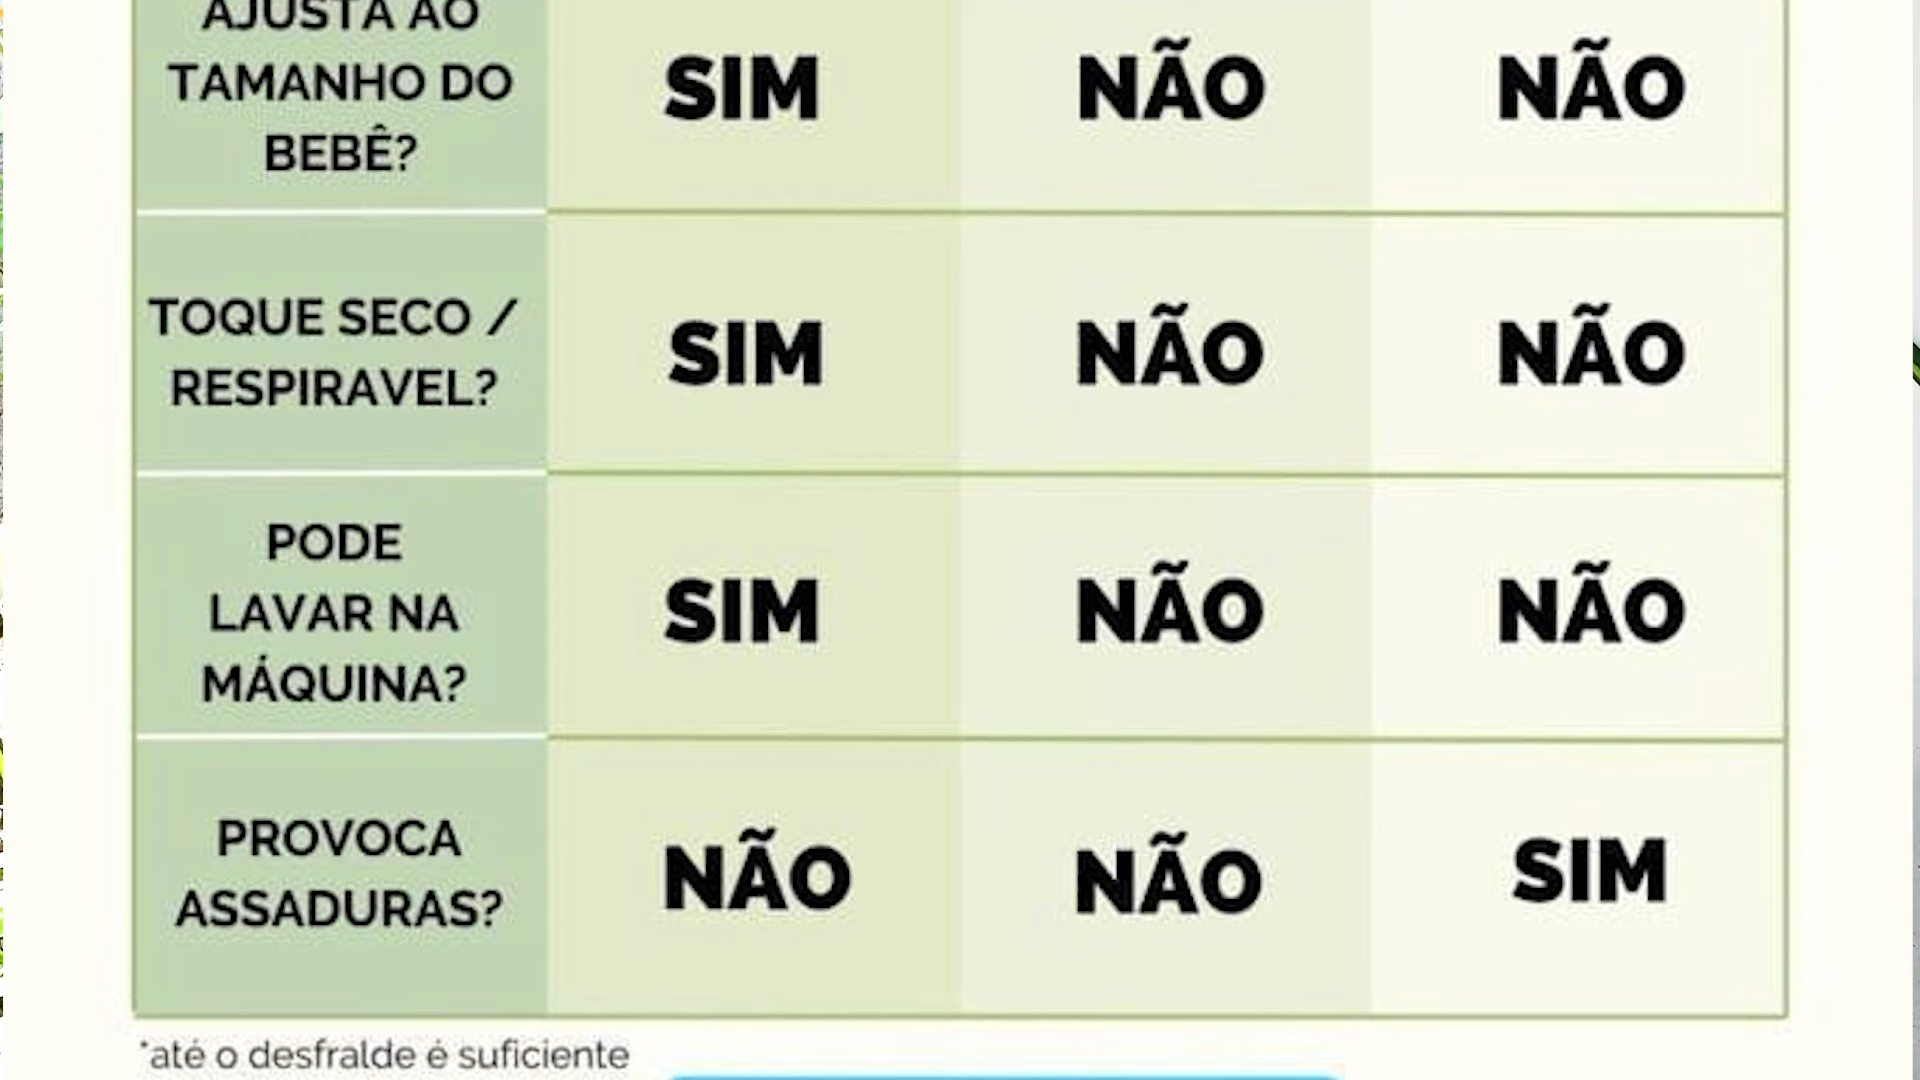 AJUSTA AO
TAMANHO DO
BEBÊ?
SIM
NÃO
NÃO
TOQUE SECO /
RESPIRAVEL?
SIM
NÃO
NÃO
PODE
LAVAR NA
MÁQUINA?
SIM
NÃO
NÃO
PROVOCA
ASSADURAS?
NÃO
NÃO
SIM
*até o desfralde é suficiente